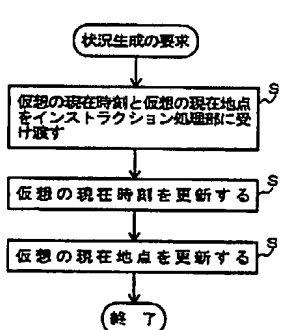 状況生成の要求
仮想の現在時刻と仮想の現在地点
をインストラクション処理部に受
け渡す
S
仮想の現在時刻を更新する
S
仮想の現在地点を更新する
S
終了